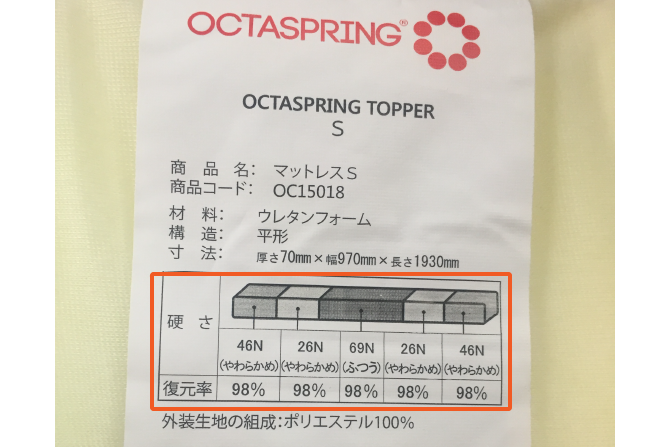 OCTASPRING®
OCTASPRING TOPPER
S
商 品 名： マットレスS
商品コード： OC15018
材 料： ウレタンフォーム
構 造： 平形
寸 法： 厚さ70mm×幅970mm×長さ1930mm
硬 さ
46N 26N 69N 26N 46N
(やわらかめ) (やわらかめ) (ふつう) (やわらかめ) (やわらかめ)
復元率 98% 98% 98% 98% 98%
外装生地の組成：ポリエステル100%